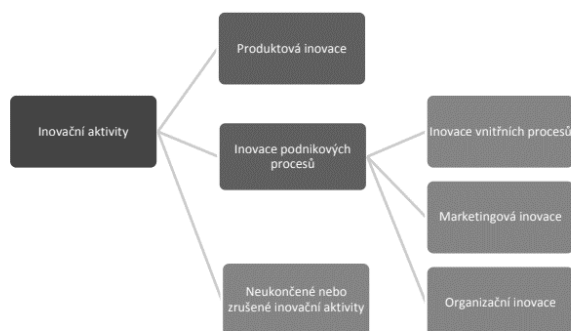 Produktová inovace
Inovační aktivity
Inovace podnikových
procesů
Inovace vnitřních procesů
Marketingová inovace
Neukončené nebo
zrušené inovační aktivity
Organizační inovace